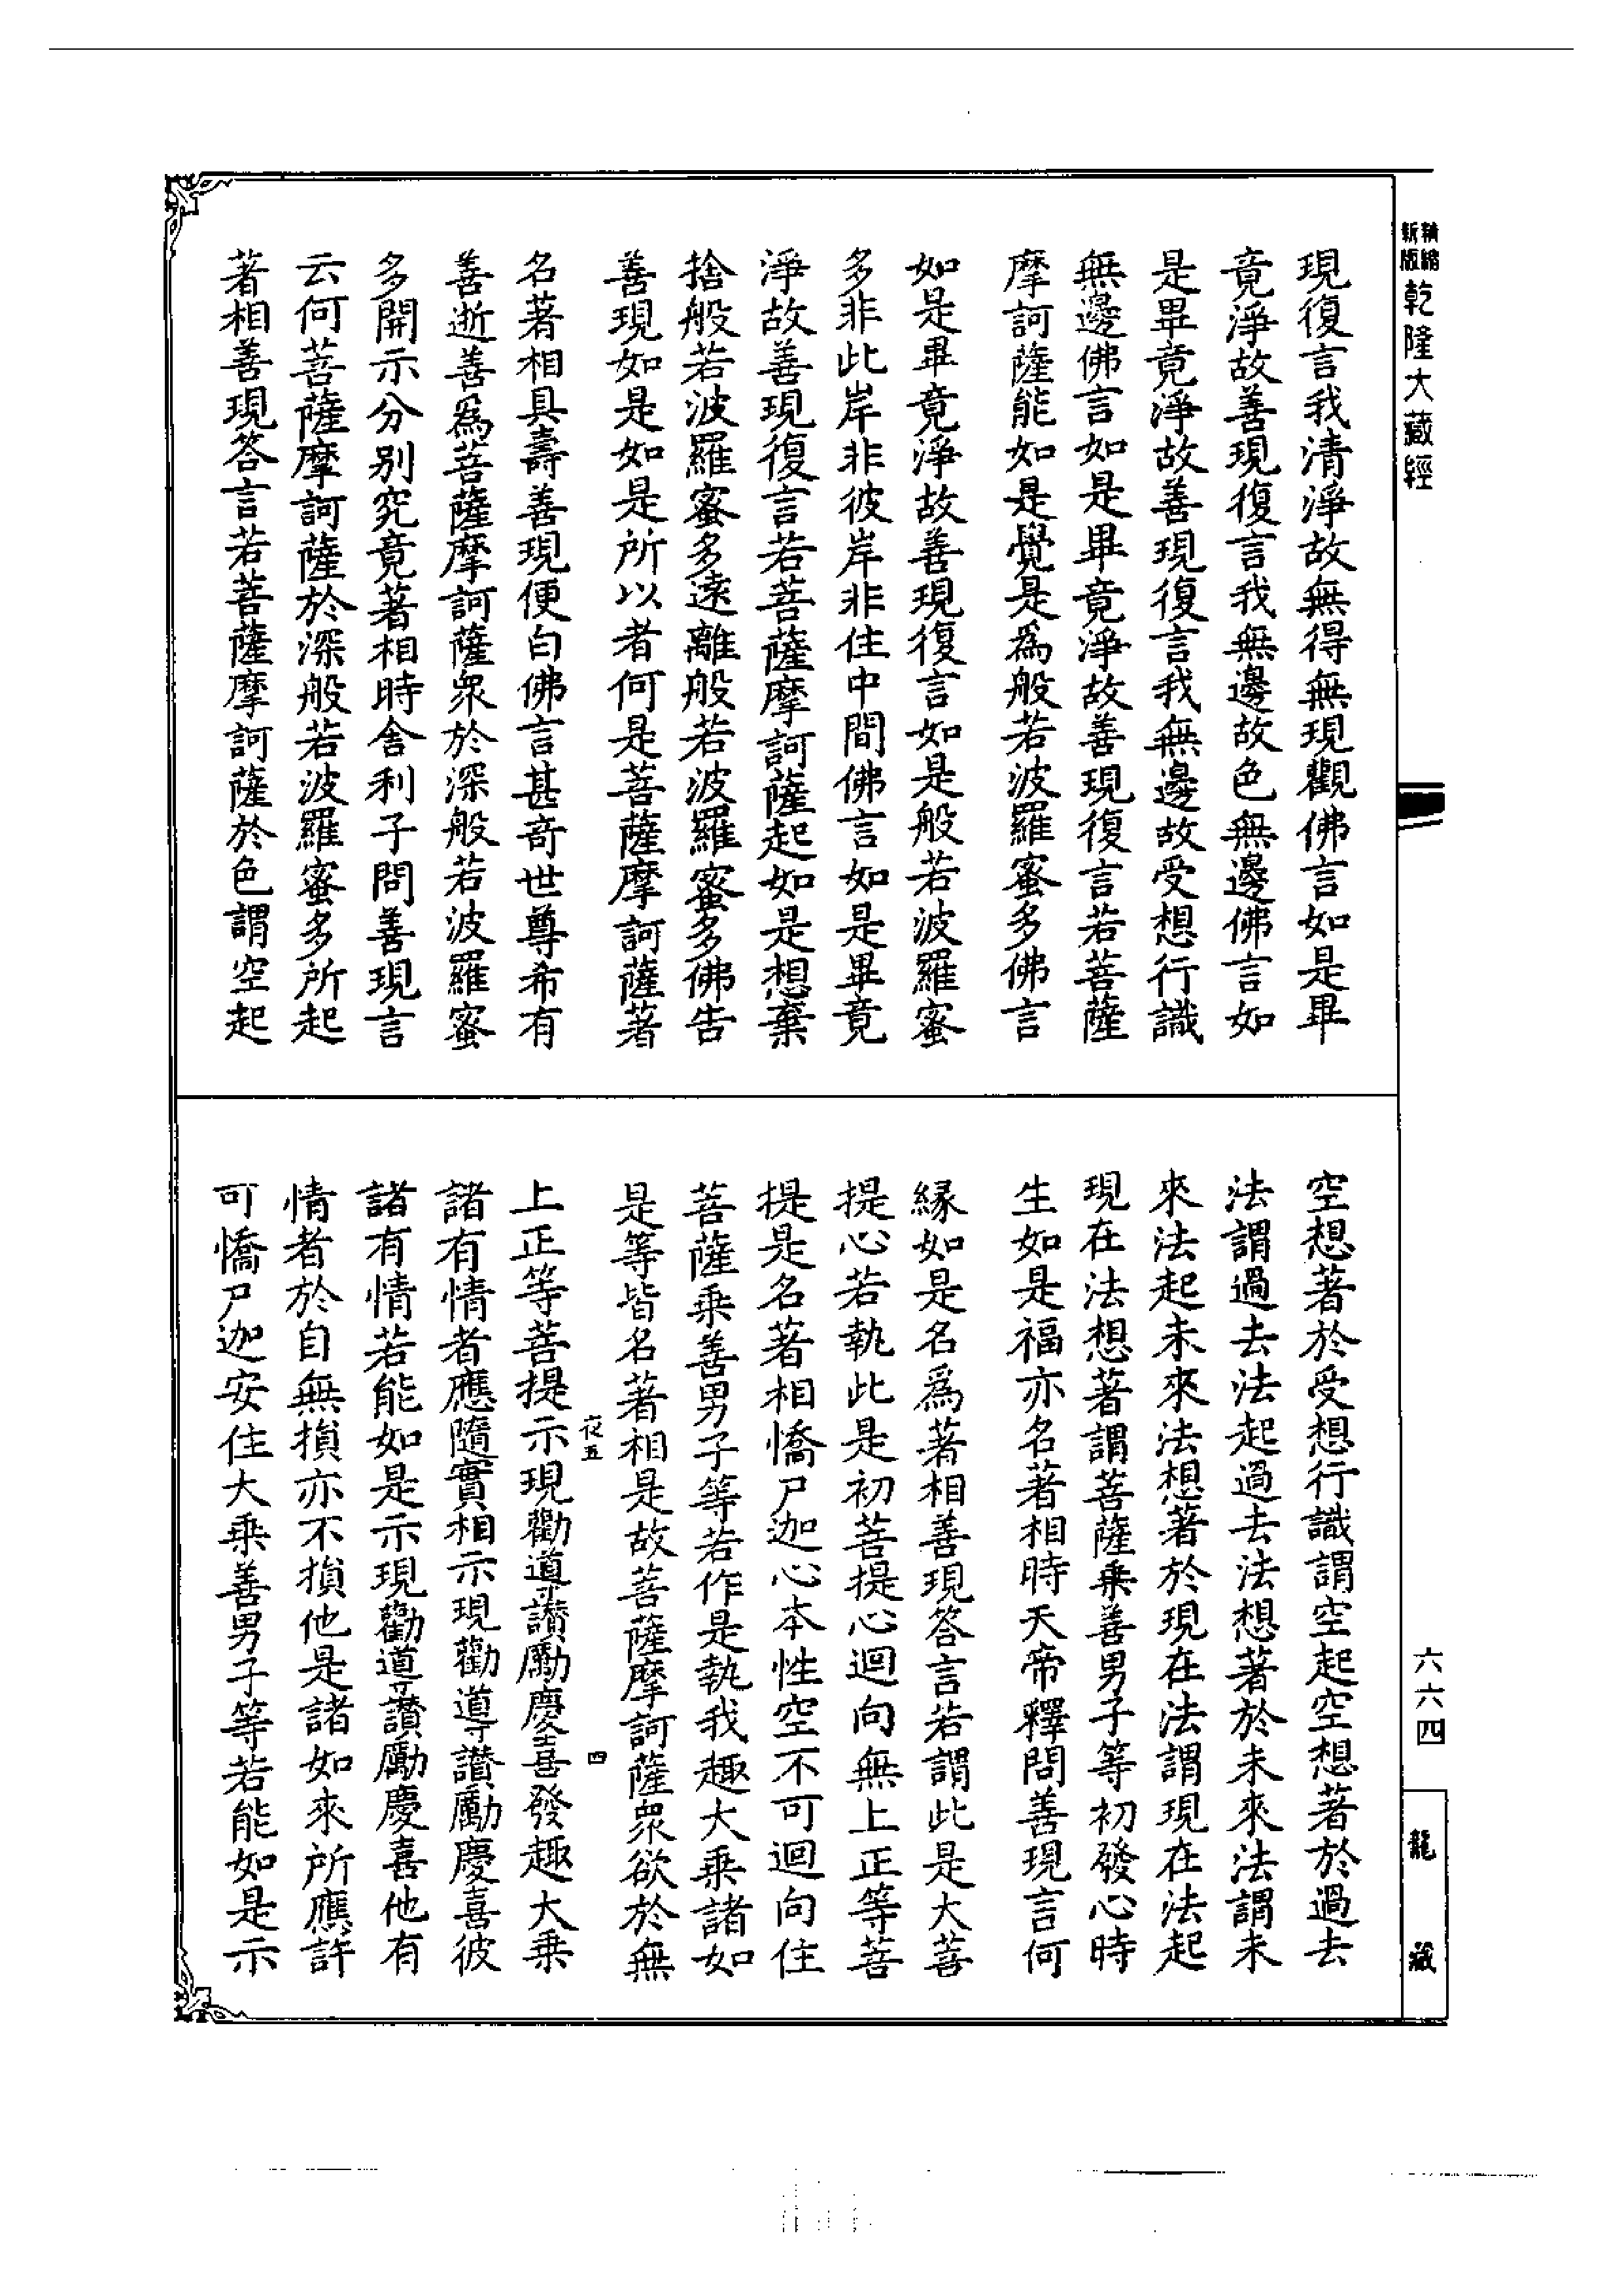 精縮新版乾隆大藏經
現復言我清淨故無得無現觀佛言如是畢
竟淨故善現復言我無邊故色無邊佛言如
是畢竟淨故善現復言我無邊故受想行識
無邊佛言如是畢竟淨故善現復言若菩薩
摩訶薩能如是覺是爲般若波羅蜜多佛言
如是畢竟淨故善現復言如是般若波羅蜜
多非此岸非彼岸非住中間佛言如是畢竟
淨故善現復言若菩薩摩訶薩起如是想棄
捨般若波羅蜜多遠離般若波羅蜜多佛告
善現如是如是所以者何是菩薩摩訶薩著
名著相具壽善現便白佛言甚奇世尊希有
善逝善爲菩薩摩訶薩衆於深般若波羅蜜
多開示分別究竟著相時舍利子問善現言
云何菩薩摩訶薩於深般若波羅蜜多所起
著相善現答言若菩薩摩訶薩於色謂空起
空想著於受想行識謂空起空想著於過去
法謂過去法起過去法想著於未來法謂未
來法起未來法想著於現在法謂現在法起
現在法想著謂菩薩乘善男子等初發心時
生如是福亦名著相時天帝釋問善現言何
緣如是名爲著相善現答言若謂此是大菩
提心若執此是初菩提心迴向無上正等菩
提是名著相憍尸迦心本性空不可迴向住
菩薩乘善男子等若作是執我趣大乘諸如
是等皆名著相是故菩薩摩訶薩衆欲於無
夜五 四
上正等菩提示現勸導讚勵慶喜發趣大乘
諸有情者應隨實相示現勸導讚勵慶喜彼
諸有情若能如是示現勸導讚勵慶喜他有
情者於自無損亦不損他是諸如來所應許
可憍尸迦安住大乘善男子等若能如是示
六六四
龍藏